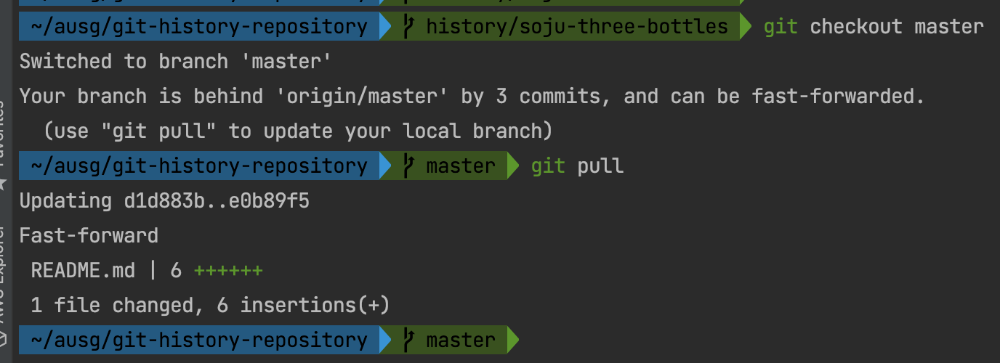 ~/ausg/git-history-repository history/soju-three-bottles git checkout master
Switched to branch 'master'
Your branch is behind 'origin/master' by 3 commits, and can be fast-forwarded.
(use "git pull" to update your local branch)
~/ausg/git-history-repository master git pull
Updating d1d883b..e0b89f5
Fast-forward
README.md | 6 ++++++
1 file changed, 6 insertions(+)
~/ausg/git-history-repository master
Favorites
AWS Explorer